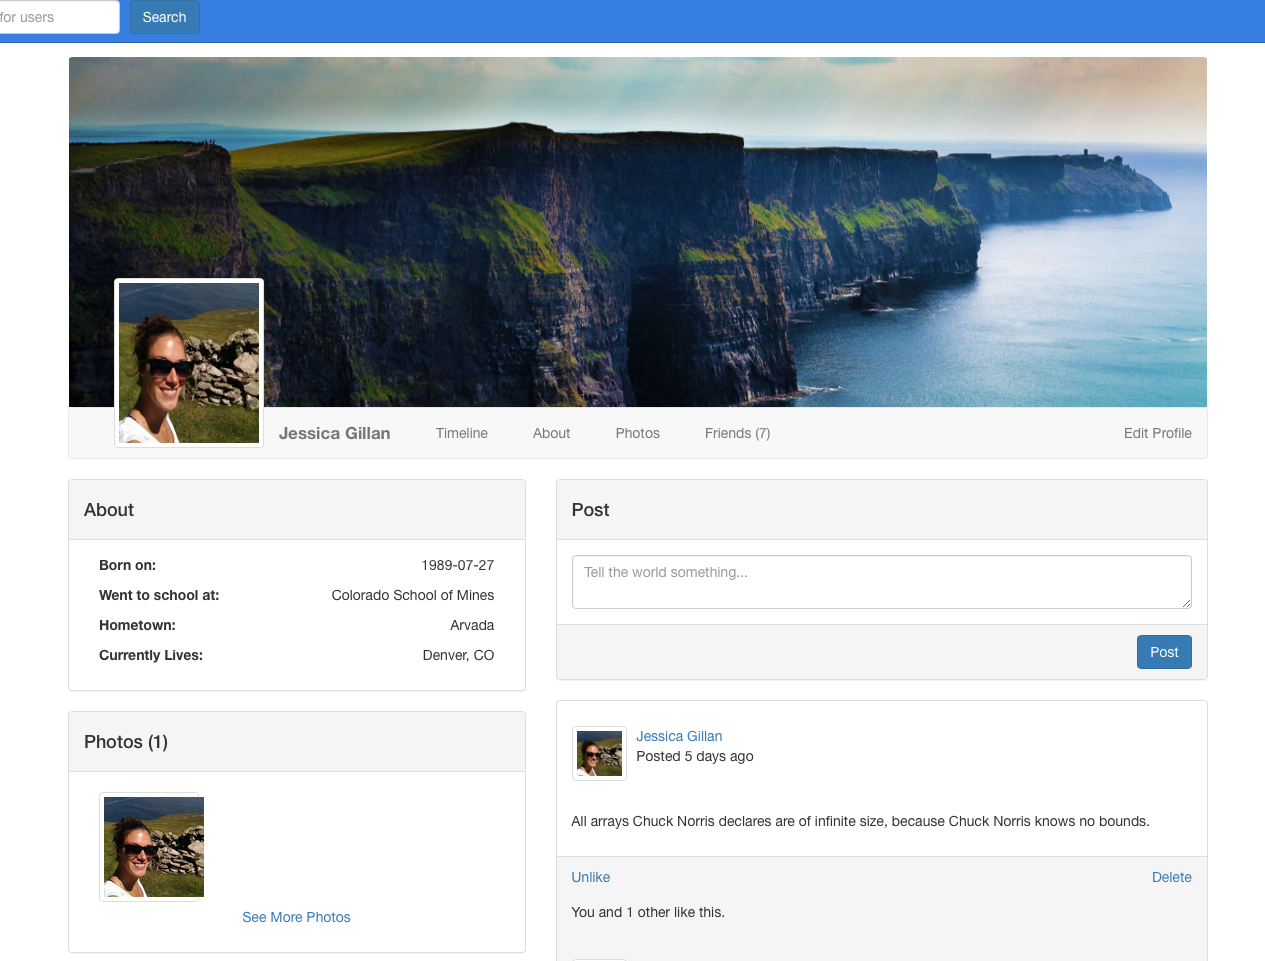 for users
Search
Jessica Gillan
Timeline
About
Photos
Friends (7)
Edit Profile
About
Born on: 1989-07-27
Went to school at: Colorado School of Mines
Hometown: Arvada
Currently Lives: Denver, CO
Photos (1)
See More Photos
Post
Tell the world something...
Post
Jessica Gillan
Posted 5 days ago
All arrays Chuck Norris declares are of infinite size, because Chuck Norris knows no bounds.
Unlike
Delete
You and 1 other like this.